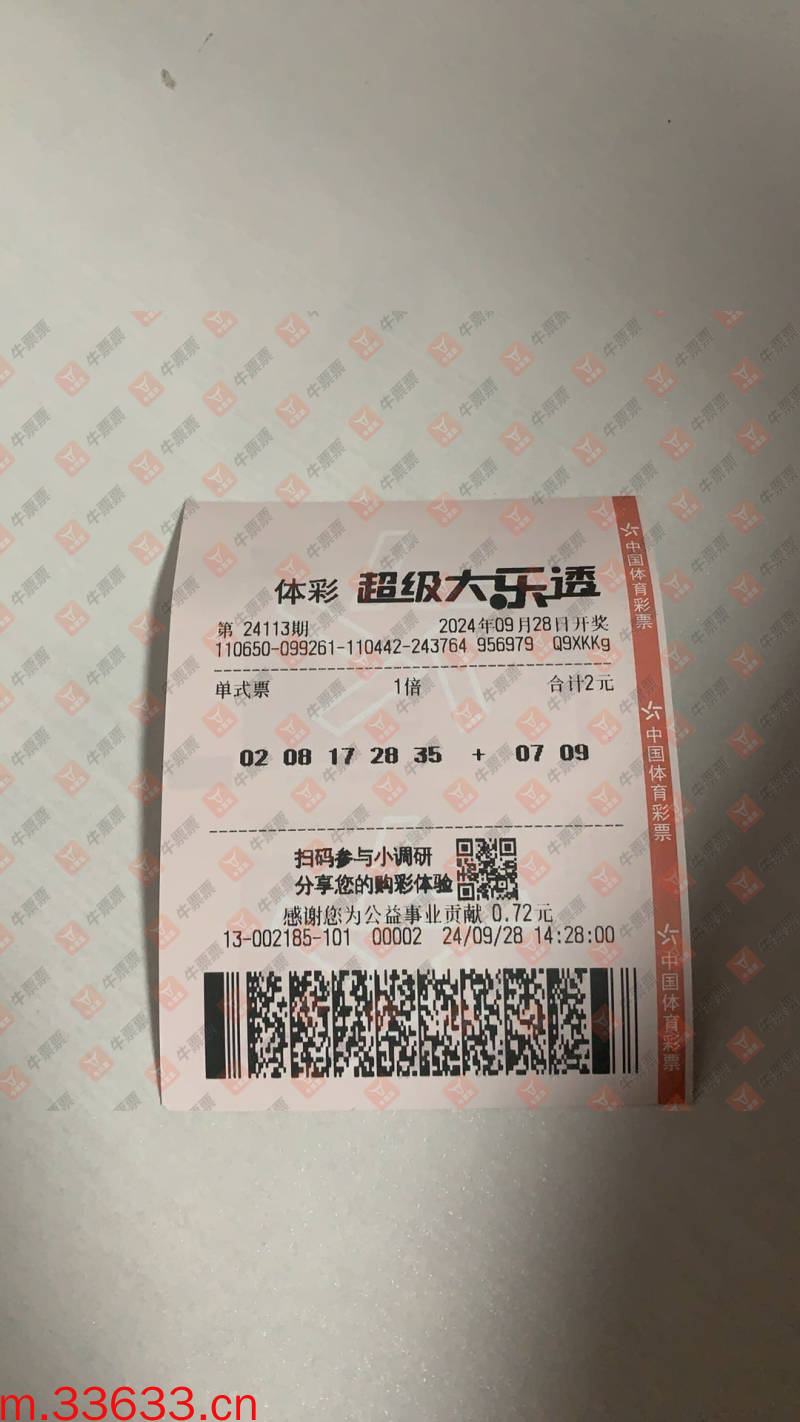 体彩 超级大乐透
第 24113期 2024年09月28日开奖
110650-099261-110442-243764 956979 Q9XKKg
单式票 1倍 合计2元
02 08 17 28 35 + 07 09
扫码参与小调研
分享您的购彩体验
感谢您为公益事业贡献 0.72元
13-002185-101 00002 24/09/28 14:28:00
中国体育彩票
中国体育彩票
中国体育彩票
牛票票
m.33633.cn